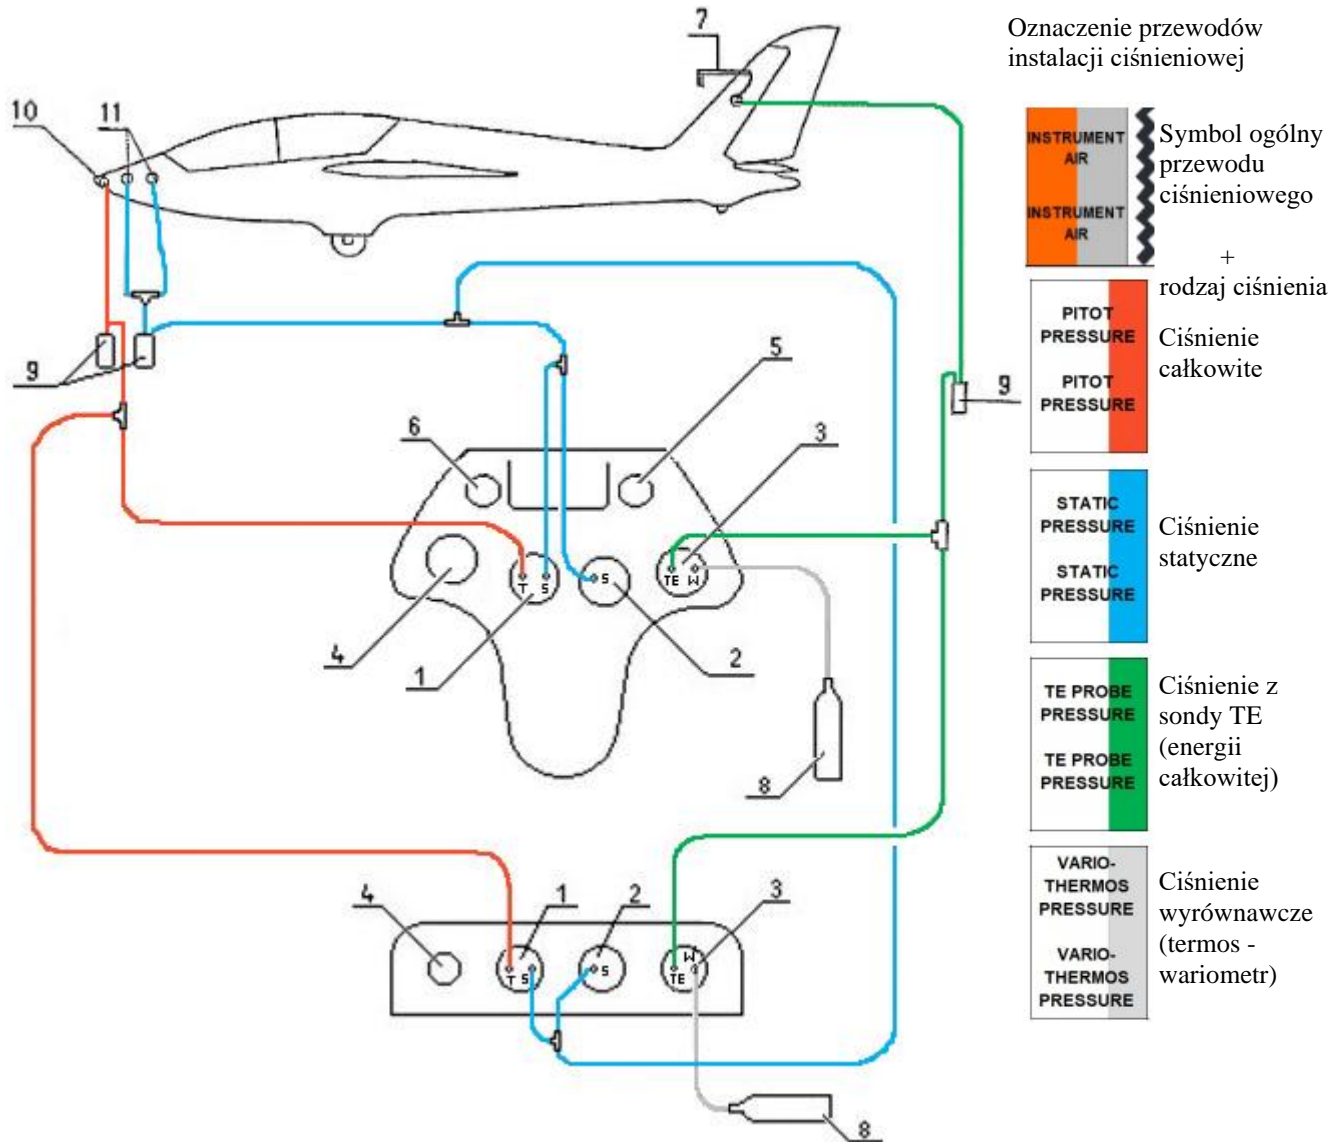 7
Oznaczenie przewodów
instalacji ciśnieniowej
10
11
INSTRUMENT
AIR
INSTRUMENT
AIR
Symbol ogólny
przewodu
ciśnieniowego
+
rodzaj ciśnienia
PITOT
PRESSURE
PITOT
PRESSURE
Ciśnienie
całkowite
9
5
9
6
3
STATIC
PRESSURE
STATIC
PRESSURE
Ciśnienie
statyczne
T S
S
TE W
4
1
2
8
TE PROBE
PRESSURE
TE PROBE
PRESSURE
Ciśnienie z
sondy TE
(energii
całkowitej)
4
1
2
3
T S
S
W
TE
8
VARIO-
THERMOS
PRESSURE
VARIO-
THERMOS
PRESSURE
Ciśnienie
wyrównawcze
(termos -
wariometr)